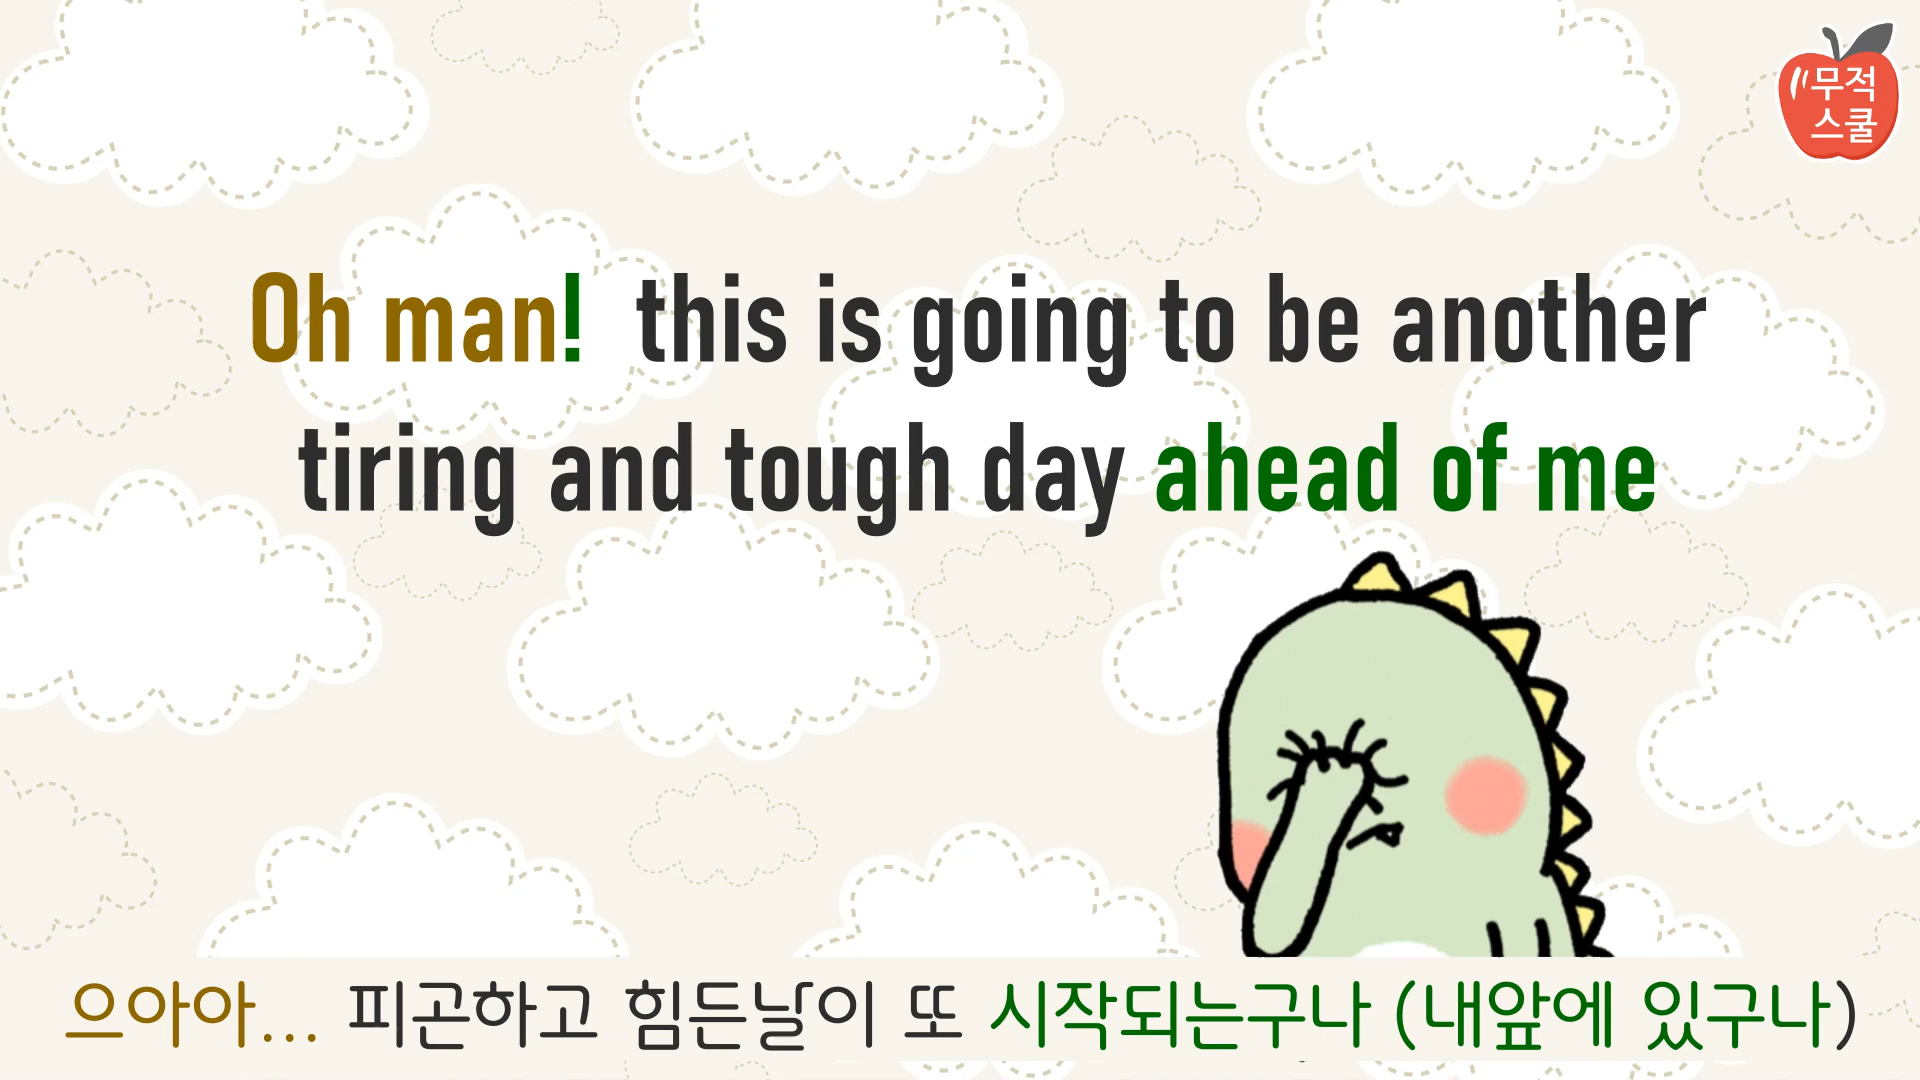 무적
스쿨
Oh man! this is going to be another
tiring and tough day ahead of me
으아아... 피곤하고 힘든날이 또 시작되는구나 (내앞에 있구나)